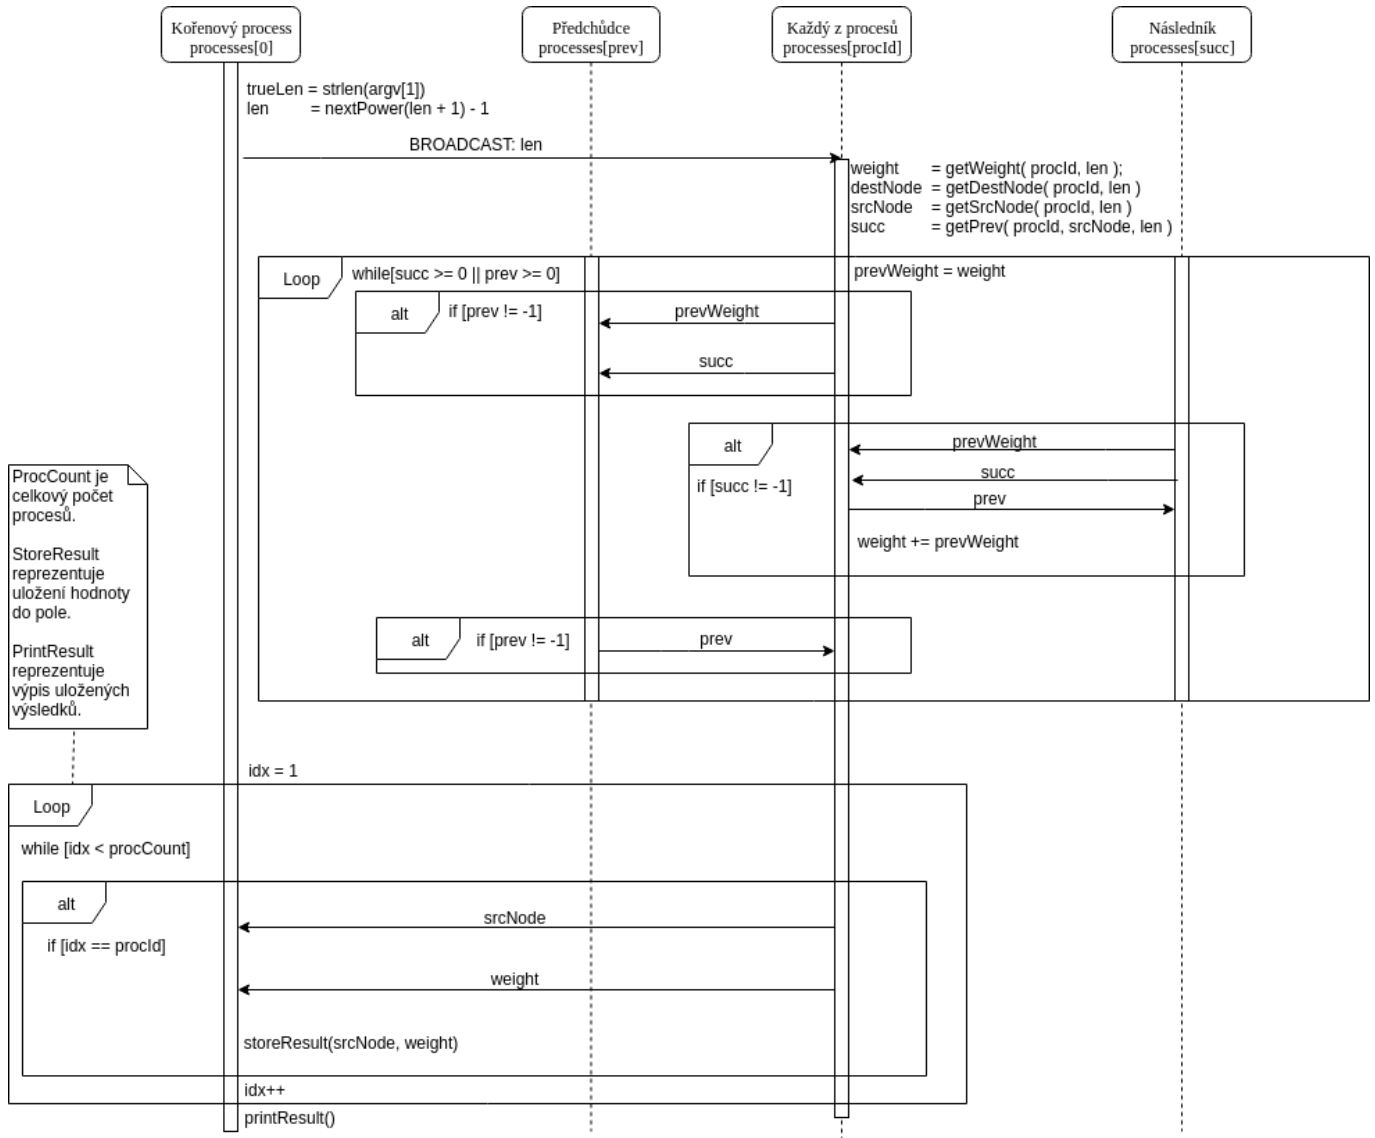 Kořenový process
processes[0]
Předchůdce
processes[prev]
Každý z procesů
processes[procId]
Následník
processes[succ]
trueLen = strlen(argv[1])
len = nextPower(len + 1) - 1
BROADCAST: len
weight = getWeight( procId, len );
destNode = getDestNode( procId, len )
srcNode = getSrcNode( procId, len )
succ = getPrev( procId, srcNode, len )
Loop
while[succ >= 0 || prev >= 0]
prevWeight = weight
alt
if [prev != -1]
prevWeight
succ
alt
if [succ != -1]
prevWeight
succ
prev
weight += prevWeight
ProcCount je
celkový počet
procesů.
StoreResult
reprezentuje
uložení hodnoty
do pole.
PrintResult
reprezentuje
výpis uložených
výsledků.
alt
if [prev != -1]
prev
idx = 1
Loop
while [idx < procCount]
alt
if [idx == procId]
srcNode
weight
storeResult(srcNode, weight)
idx++
printResult()